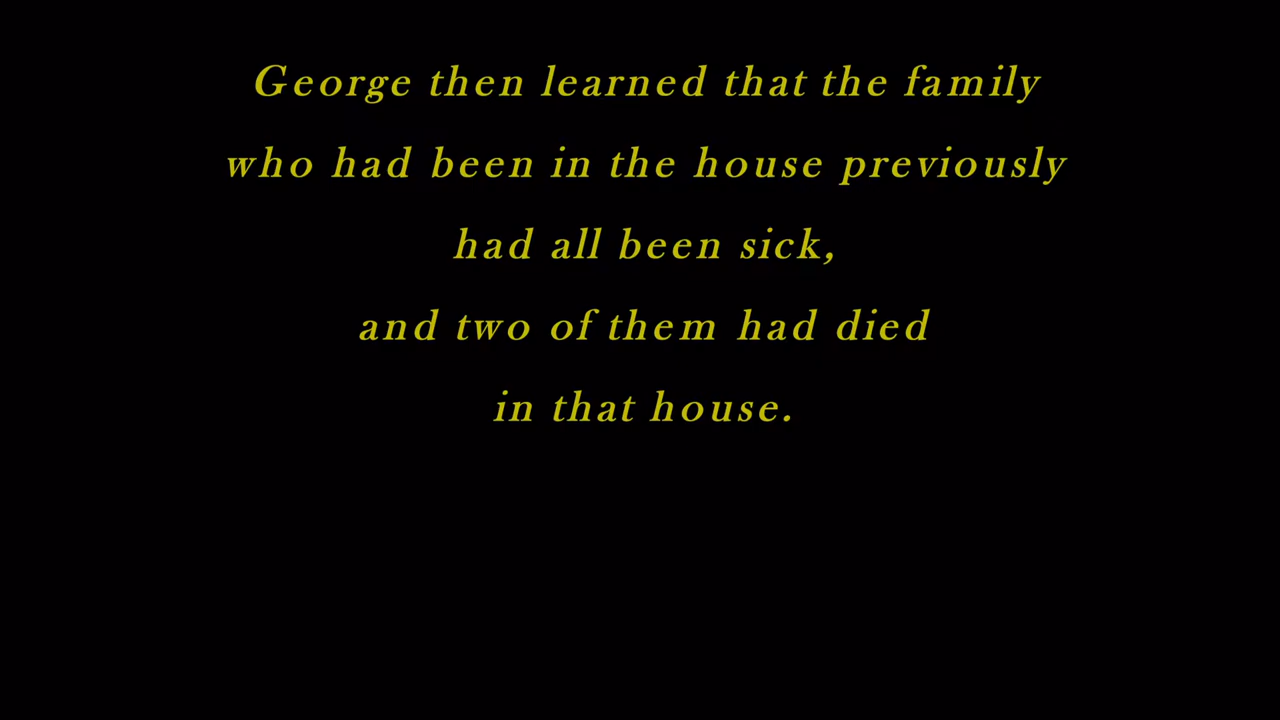 George then learned that the family
who had been in the house previously
had all been sick,
and two of them had died
in that house.